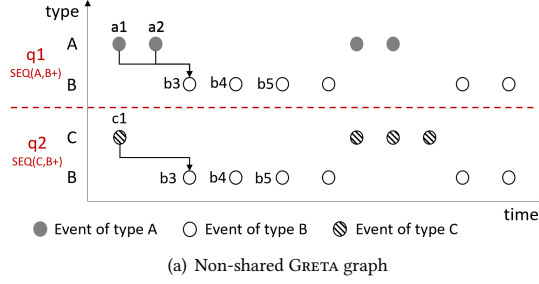 type
a1 a2
q1
SEQ(A,B+)
A
B
b3 b4 b5
c1
q2
SEQ(C,B+)
C
B
b3 b4 b5
time
Event of type A Event of type B Event of type C
(a) Non-shared GRETA graph